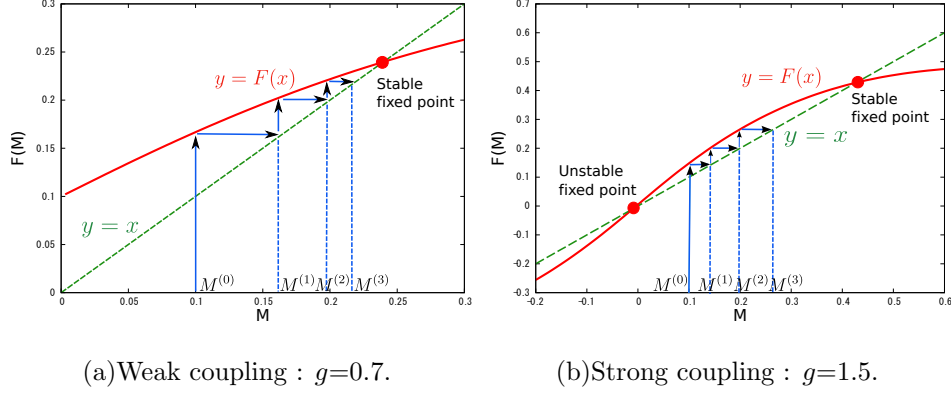 0.3
0.25
0.2
0.15
0.1
0.05
0
F(M)
y = F(x)
Stable
fixed point
y = x
M^{(0)} M^{(1)} M^{(2)} M^{(3)}
0 0.05 0.1 0.15 0.2 0.25 0.3
M
(a)Weak coupling : g=0.7.
0.7
0.6
0.5
0.4
0.3
0.2
0.1
0
0.1
0.2
-0.3
F(M)
y = F(x)
Stable
fixed point
y = x
Unstable
fixed point
M^{(0)} M^{(1)} M^{(2)} M^{(3)}
-0.2 -0.1 0 0.1 0.2 0.3 0.4 0.5 0.6
M
(b)Strong coupling : g=1.5.